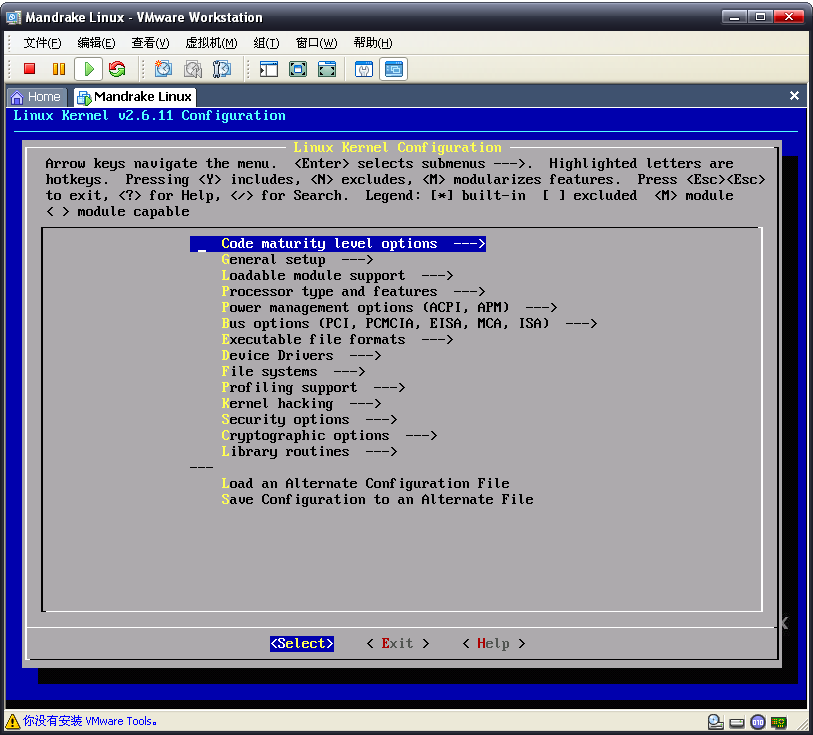 Mandrake Linux - VMware Workstation
文件(F) 编辑(E) 查看(V) 虚拟机(M) 组(T) 窗口(W) 帮助(H)
Home Mandrake Linux
Linux Kernel v2.6.11 Configuration
Linux Kernel Configuration
Arrow keys navigate the menu.  <Enter> selects submenus --->.  Highlighted letters are
hotkeys.  Pressing <Y> includes, <N> excludes, <M> modularizes features.  Press <Esc><Esc>
to exit, <?> for Help, </> for Search.  Legend: [*] built-in  [ ] excluded  <M> module
< > module capable
Code maturity level options  --->
General setup  --->
Loadable module support  --->
Processor type and features  --->
Power management options (ACPI, APM)  --->
Bus options (PCI, PCMCIA, EISA, MCA, ISA)  --->
Executable file formats  --->
Device Drivers  --->
File systems  --->
Profiling support  --->
Kernel hacking  --->
Security options  --->
Cryptographic options  --->
Library routines  --->
---
Load an Alternate Configuration File
Save Configuration to an Alternate File
<Select>    < Exit >    < Help >
你没有安装 VMware Tools。